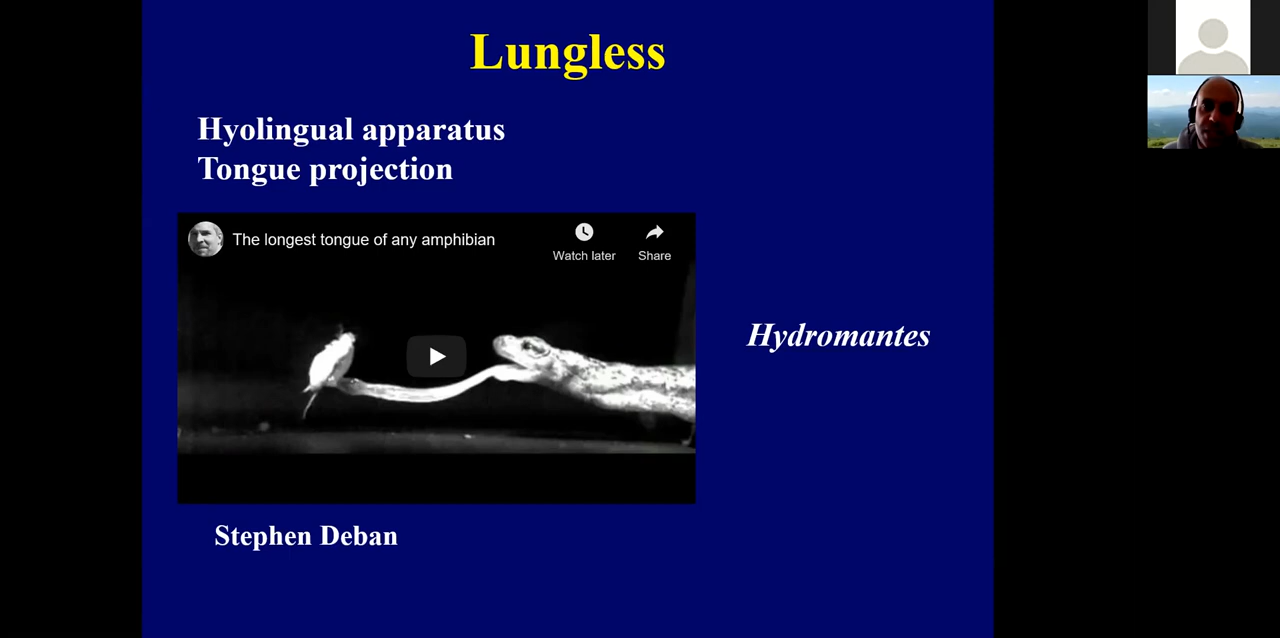 Lungless
Hyolingual apparatus
Tongue projection
The longest tongue of any amphibian
Watch later
Share
Hydromantes
Stephen Deban